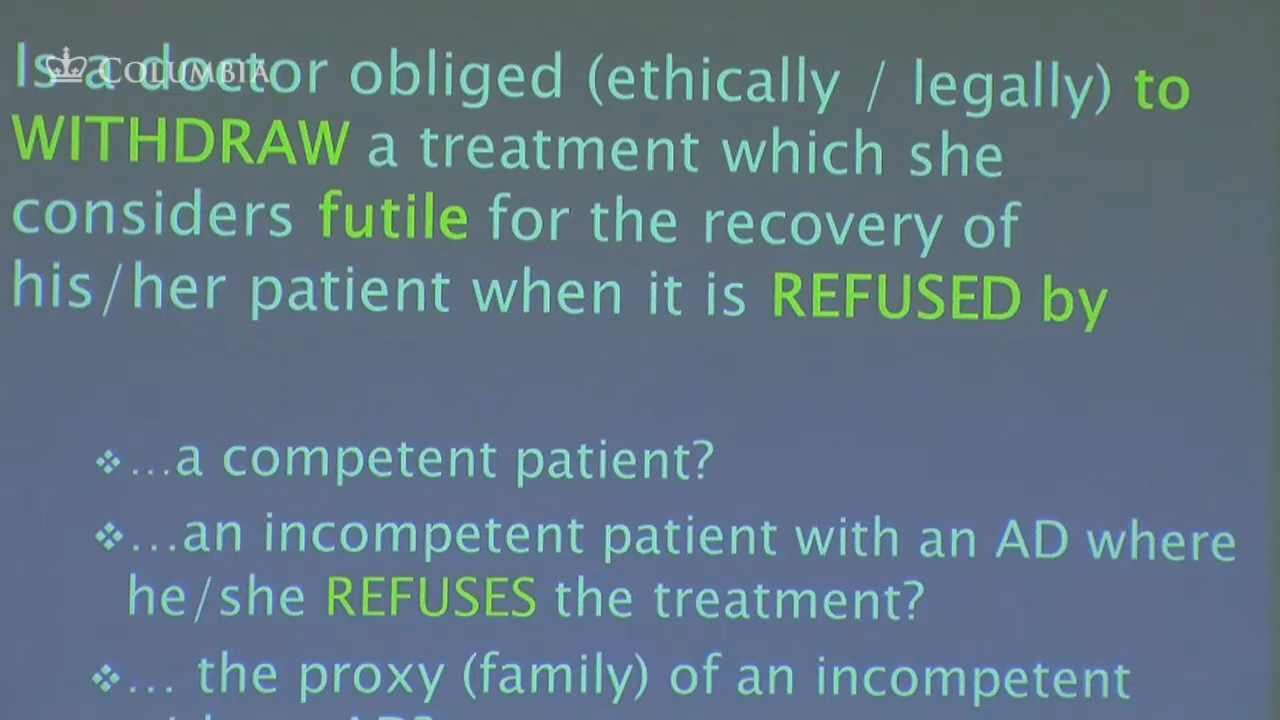 COLUMBIA
Is a doctor obliged (ethically / legally) to
WITHDRAW a treatment which she
considers futile for the recovery of
his/her patient when it is REFUSED by
❖...a competent patient?
❖...an incompetent patient with an AD where
he/she REFUSES the treatment?
❖... the proxy (family) of an incompetent